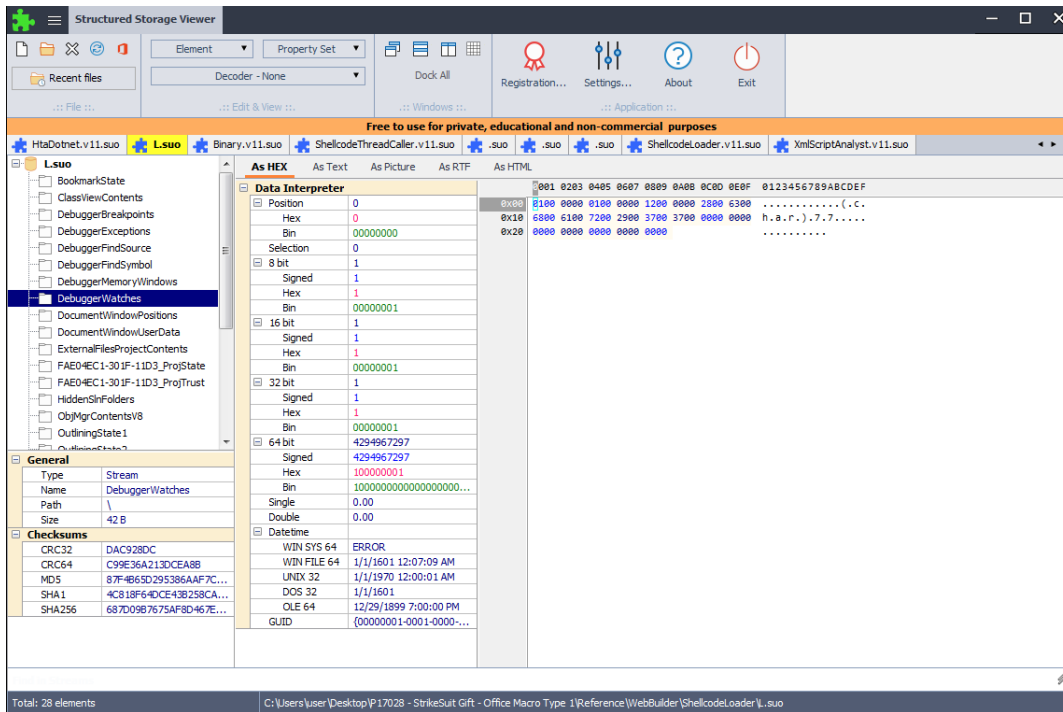 Structured Storage Viewer
Element
Property Set
Recent files
Decoder - None
Dock All
Registration...
Settings...
About
Exit
.:: File ::.
.:: Edit & View ::.
.:: Windows ::.
.:: Application ::.
Free to use for private, educational and non-commercial purposes
HtaDotnet.v11.suo
L.suo
Binary.v11.suo
ShellcodeThreadCaller.v11.suo
.suo
.suo
.suo
ShellcodeLoader.v11.suo
XmlScriptAnalyst.v11.suo
L.suo
BookmarkState
ClassViewContents
DebuggerBreakpoints
DebuggerExceptions
DebuggerFindSource
DebuggerFindSymbol
DebuggerMemoryWindows
DebuggerWatches
DocumentWindowPositions
DocumentWindowUserData
ExternalFilesProjectContents
FAE04EC1-301F-11D3_ProjState
FAE04EC1-301F-11D3_ProjTrust
HiddenSlnFolders
ObjMgrContentsV8
OutliningState1
General
Type Stream
Name DebuggerWatches
Path \
Size 42 B
Checksums
CRC32 DAC928DC
CRC64 C99E36A213DCEA8B
MD5 87F4B65D295386AAF7C...
SHA1 4C818F64DCE43B258CA...
SHA256 687D09B7675AF8D467E...
As HEX As Text As Picture As RTF As HTML
Data Interpreter
Position 0
Hex 0
Bin 00000000
Selection 0
8 bit 1
Signed 1
Hex 1
Bin 00000001
16 bit 1
Signed 1
Hex 1
Bin 00000001
32 bit 1
Signed 1
Hex 1
Bin 00000001
64 bit 4294967297
Signed 4294967297
Hex 100000001
Bin 1000000000000000000...
Single 0.00
Double 0.00
Datetime
WIN SYS 64 ERROR
WIN FILE 64 1/1/1601 12:07:09 AM
UNIX 32 1/1/1970 12:00:01 AM
DOS 32 1/1/1601
OLE 64 12/29/1899 7:00:00 PM
GUID {00000001-0001-0000-...
0001 0203 0405 0607 0809 0A0B 0C0D 0E0F 0123456789ABCDEF
0x00 0100 0000 0100 0000 1200 0000 2800 6300 ............(.c.
0x10 6800 6100 7200 2900 3700 3700 0000 0000 h.a.r.).7.7.....
0x20 0000 0000 0000 0000 0000 ..........
Total: 28 elements
C:\Users\user\Desktop\P17028 - StrikeSuit Gift - Office Macro Type 1\Reference\WebBuilder\ShellcodeLoader\L.suo